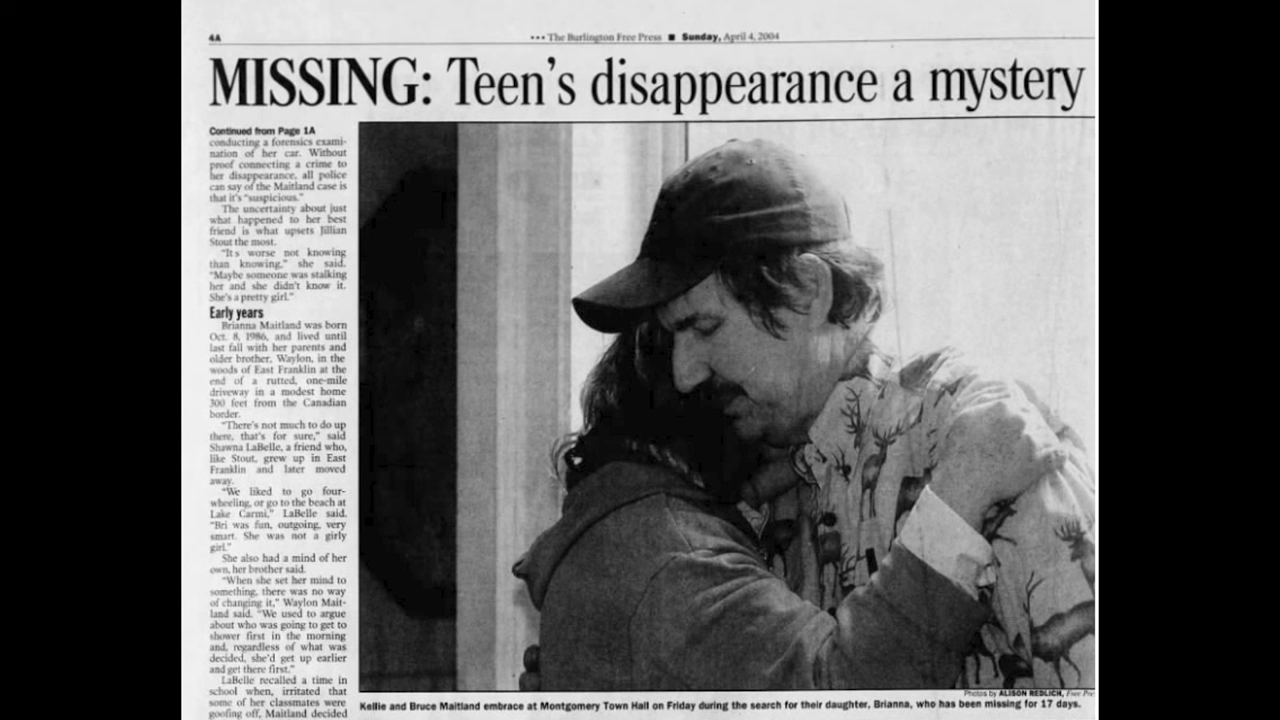 4A
••• The Burlington Free Press ■ Sunday, April 4, 2004
MISSING: Teen's disappearance a mystery
Continued from Page 1A
conducting a forensics exami-
nation of her car. Without
proof connecting a crime to
her disappearance, all police
can say of the Maitland case is
that it's "suspicious."
The uncertainty about just
what happened to her best
friend is what upsets Jillian
Stout the most.
"It's worse not knowing
than knowing," she said.
"Maybe someone was stalking
her and she didn't know it.
She's a pretty girl."
Early years
Brianna Maitland was born
Oct. 8, 1986, and lived until
last fall with her parents and
older brother, Waylon, in the
woods of East Franklin at the
end of a rutted, one-mile
driveway in a modest home
300 feet from the Canadian
border.
"There's not much to do up
there, that's for sure," said
Shawna LaBelle, a friend who,
like Stout, grew up in East
Franklin and later moved
away.
"We liked to go four-
wheeling, or go to the beach at
Lake Carmi," LaBelle said.
"Bri was fun, outgoing, very
smart. She was not a girly
girl."
She also had a mind of her
own, her brother said.
"When she set her mind to
something, there was no way
of changing it," Waylon Mait-
land said. "We used to argue
about who was going to get to
shower first in the morning
and, regardless of what was
decided, she'd get up earlier
and get there first."
LaBelle recalled a time in
school when, irritated that
some of her classmates were
goofing off, Maitland decided
Photos by ALISON REDLICH, Free Pre
Kellie and Bruce Maitland embrace at Montgomery Town Hall on Friday during the search for their daughter, Brianna, who has been missing for 17 days.